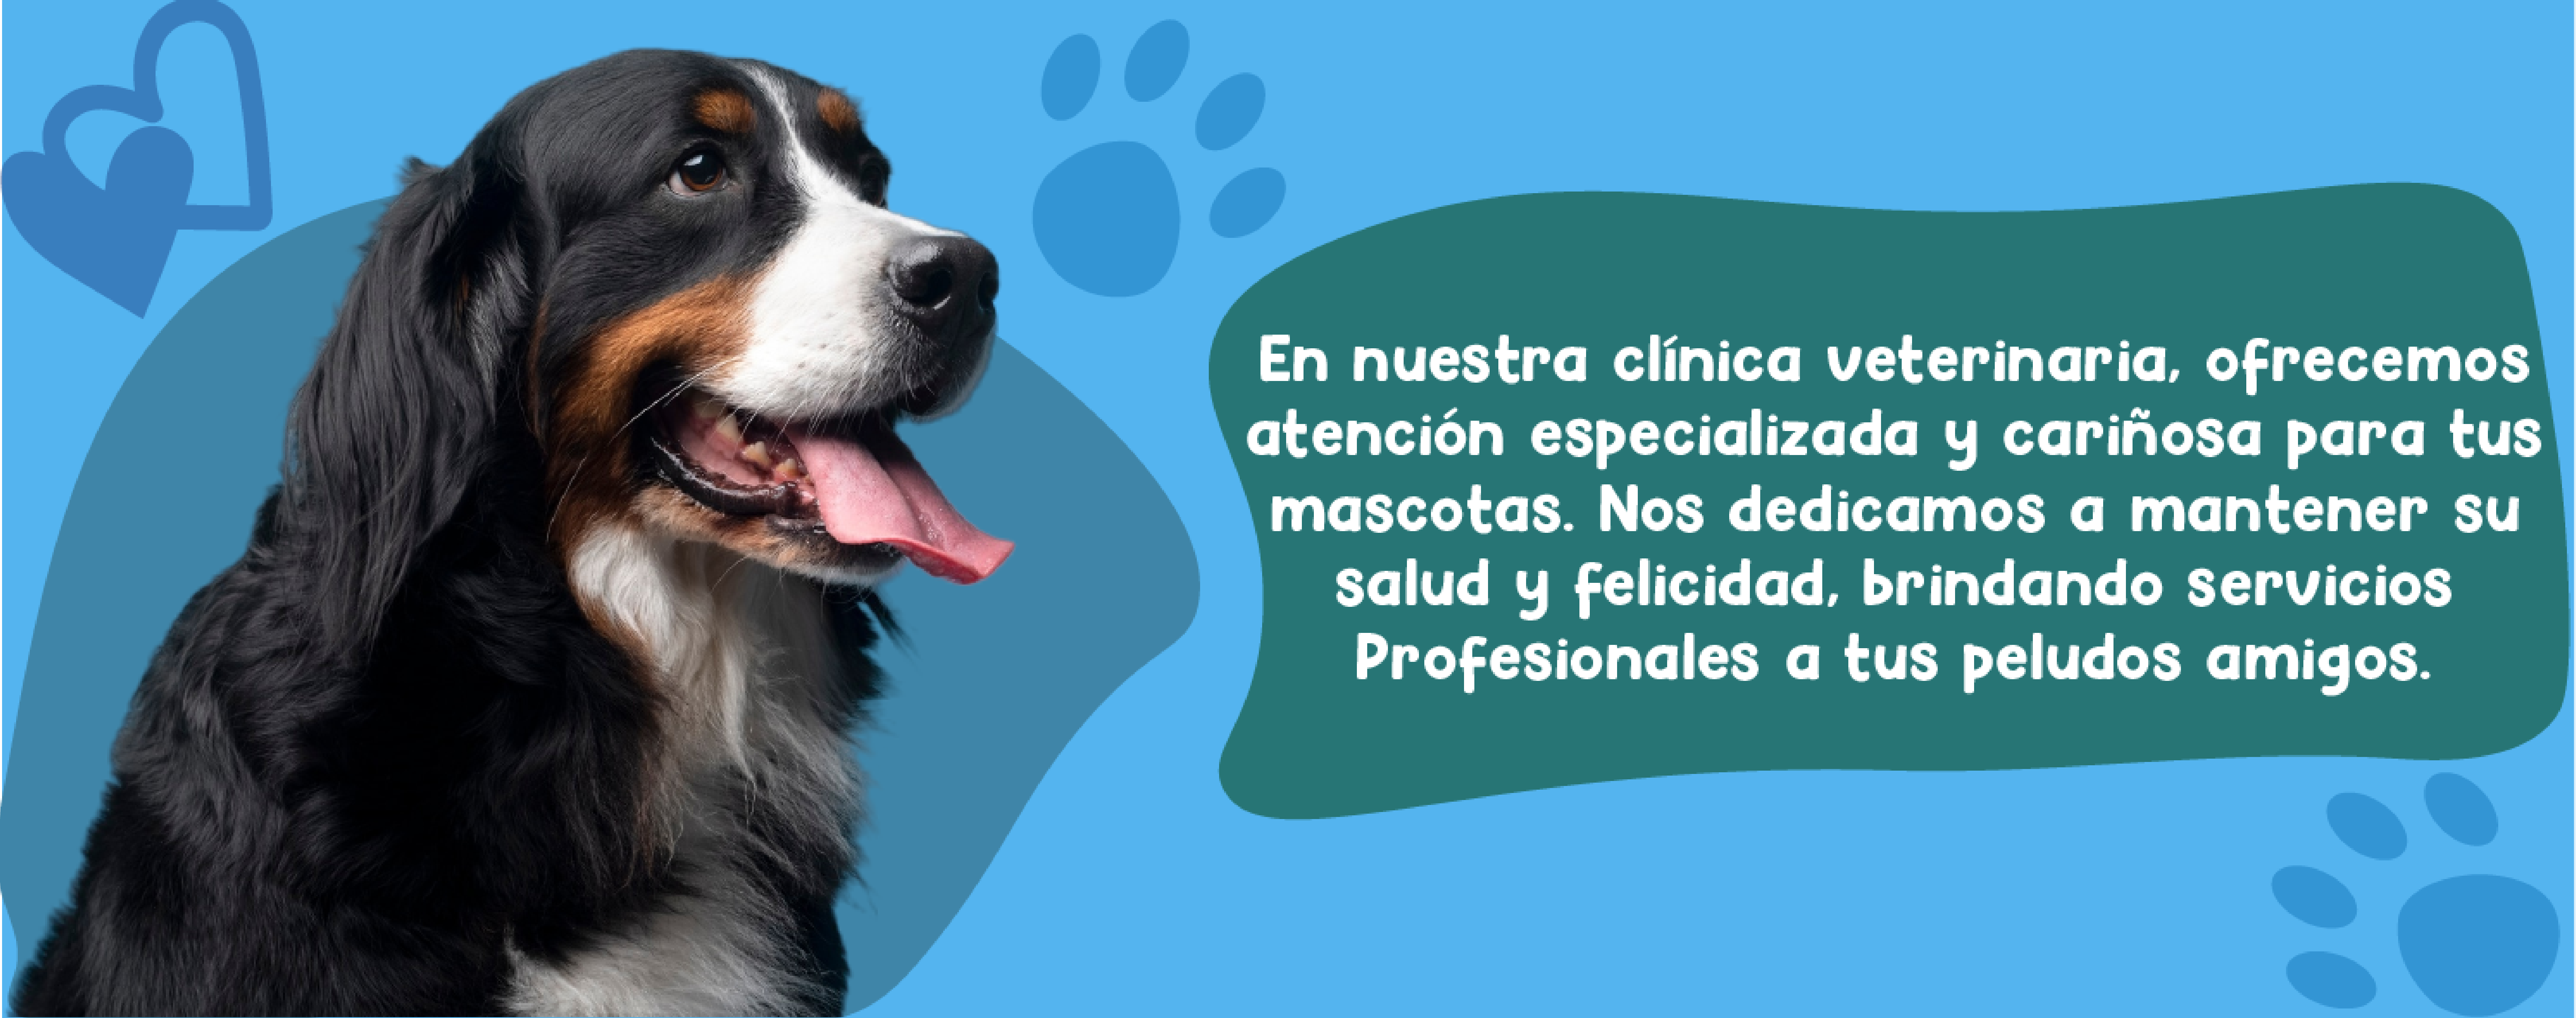 En nuestra clínica veterinaria, ofrecemos
atención especializada y cariñosa para tus
mascotas. Nos dedicamos a mantener su
salud y felicidad, brindando servicios
Profesionales a tus peludos amigos.